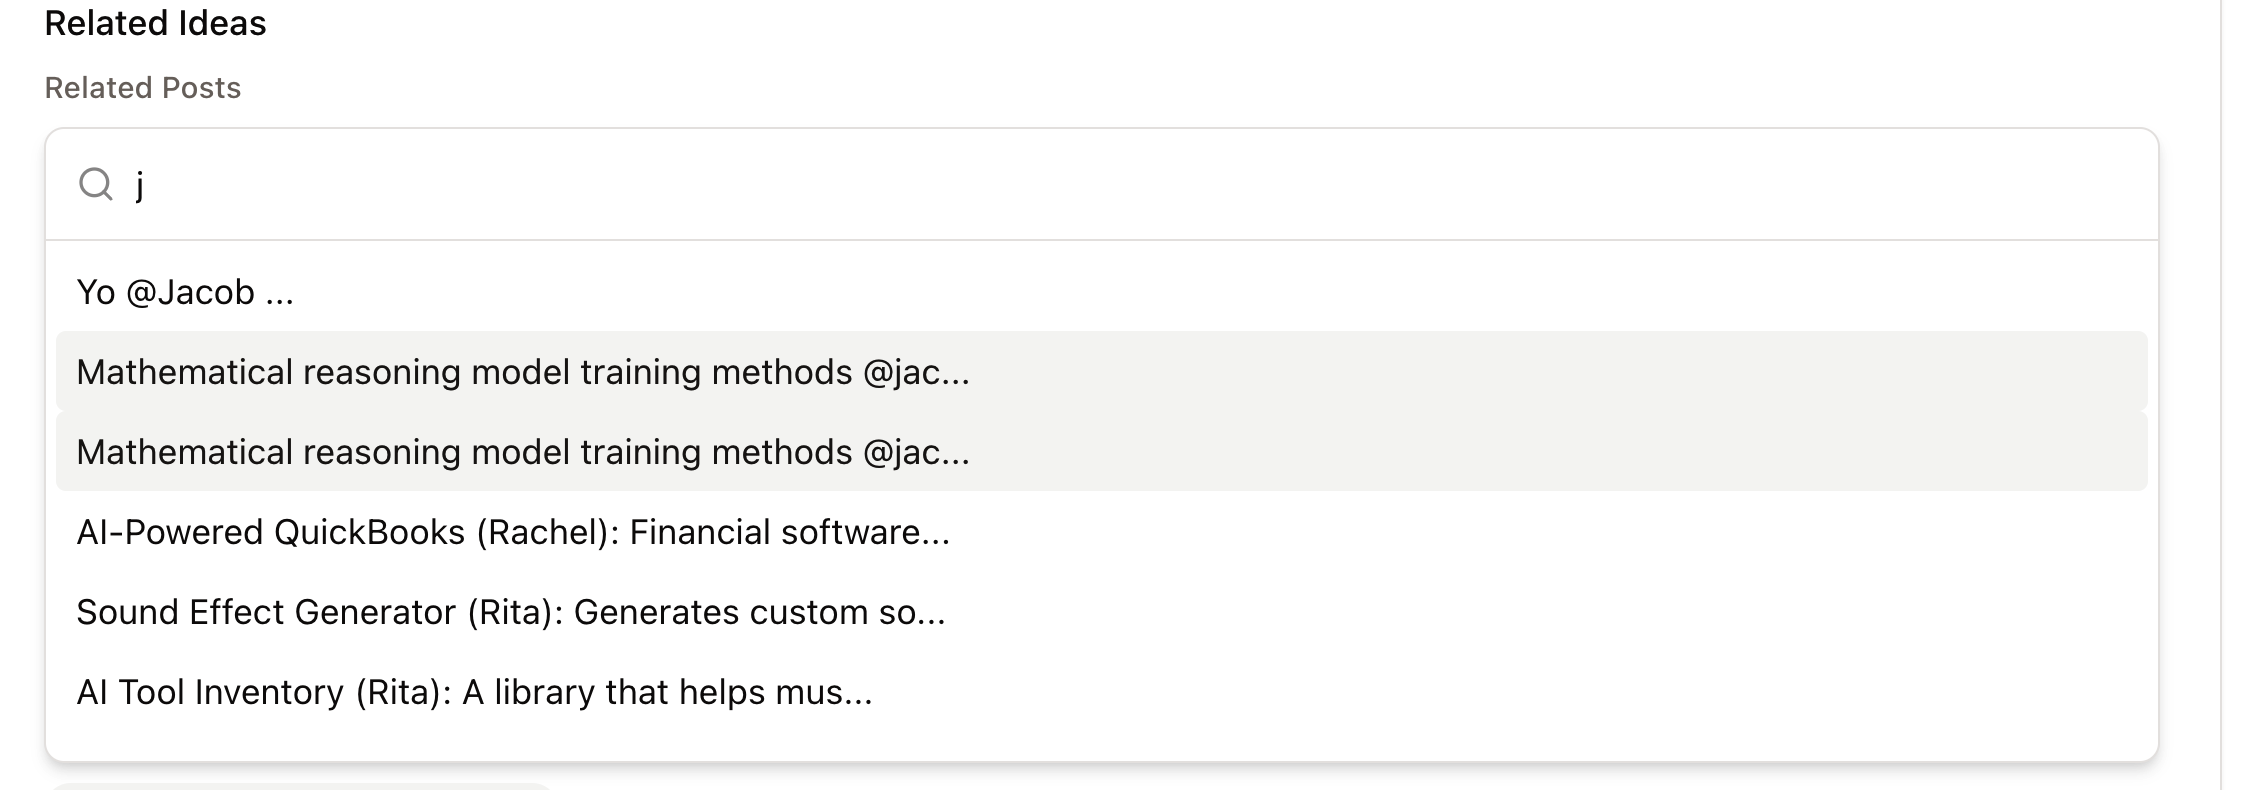 Related Ideas
Related Posts
j
Yo @Jacob ...
Mathematical reasoning model training methods @jac...
Mathematical reasoning model training methods @jac...
AI-Powered QuickBooks (Rachel): Financial software...
Sound Effect Generator (Rita): Generates custom so...
AI Tool Inventory (Rita): A library that helps mus...